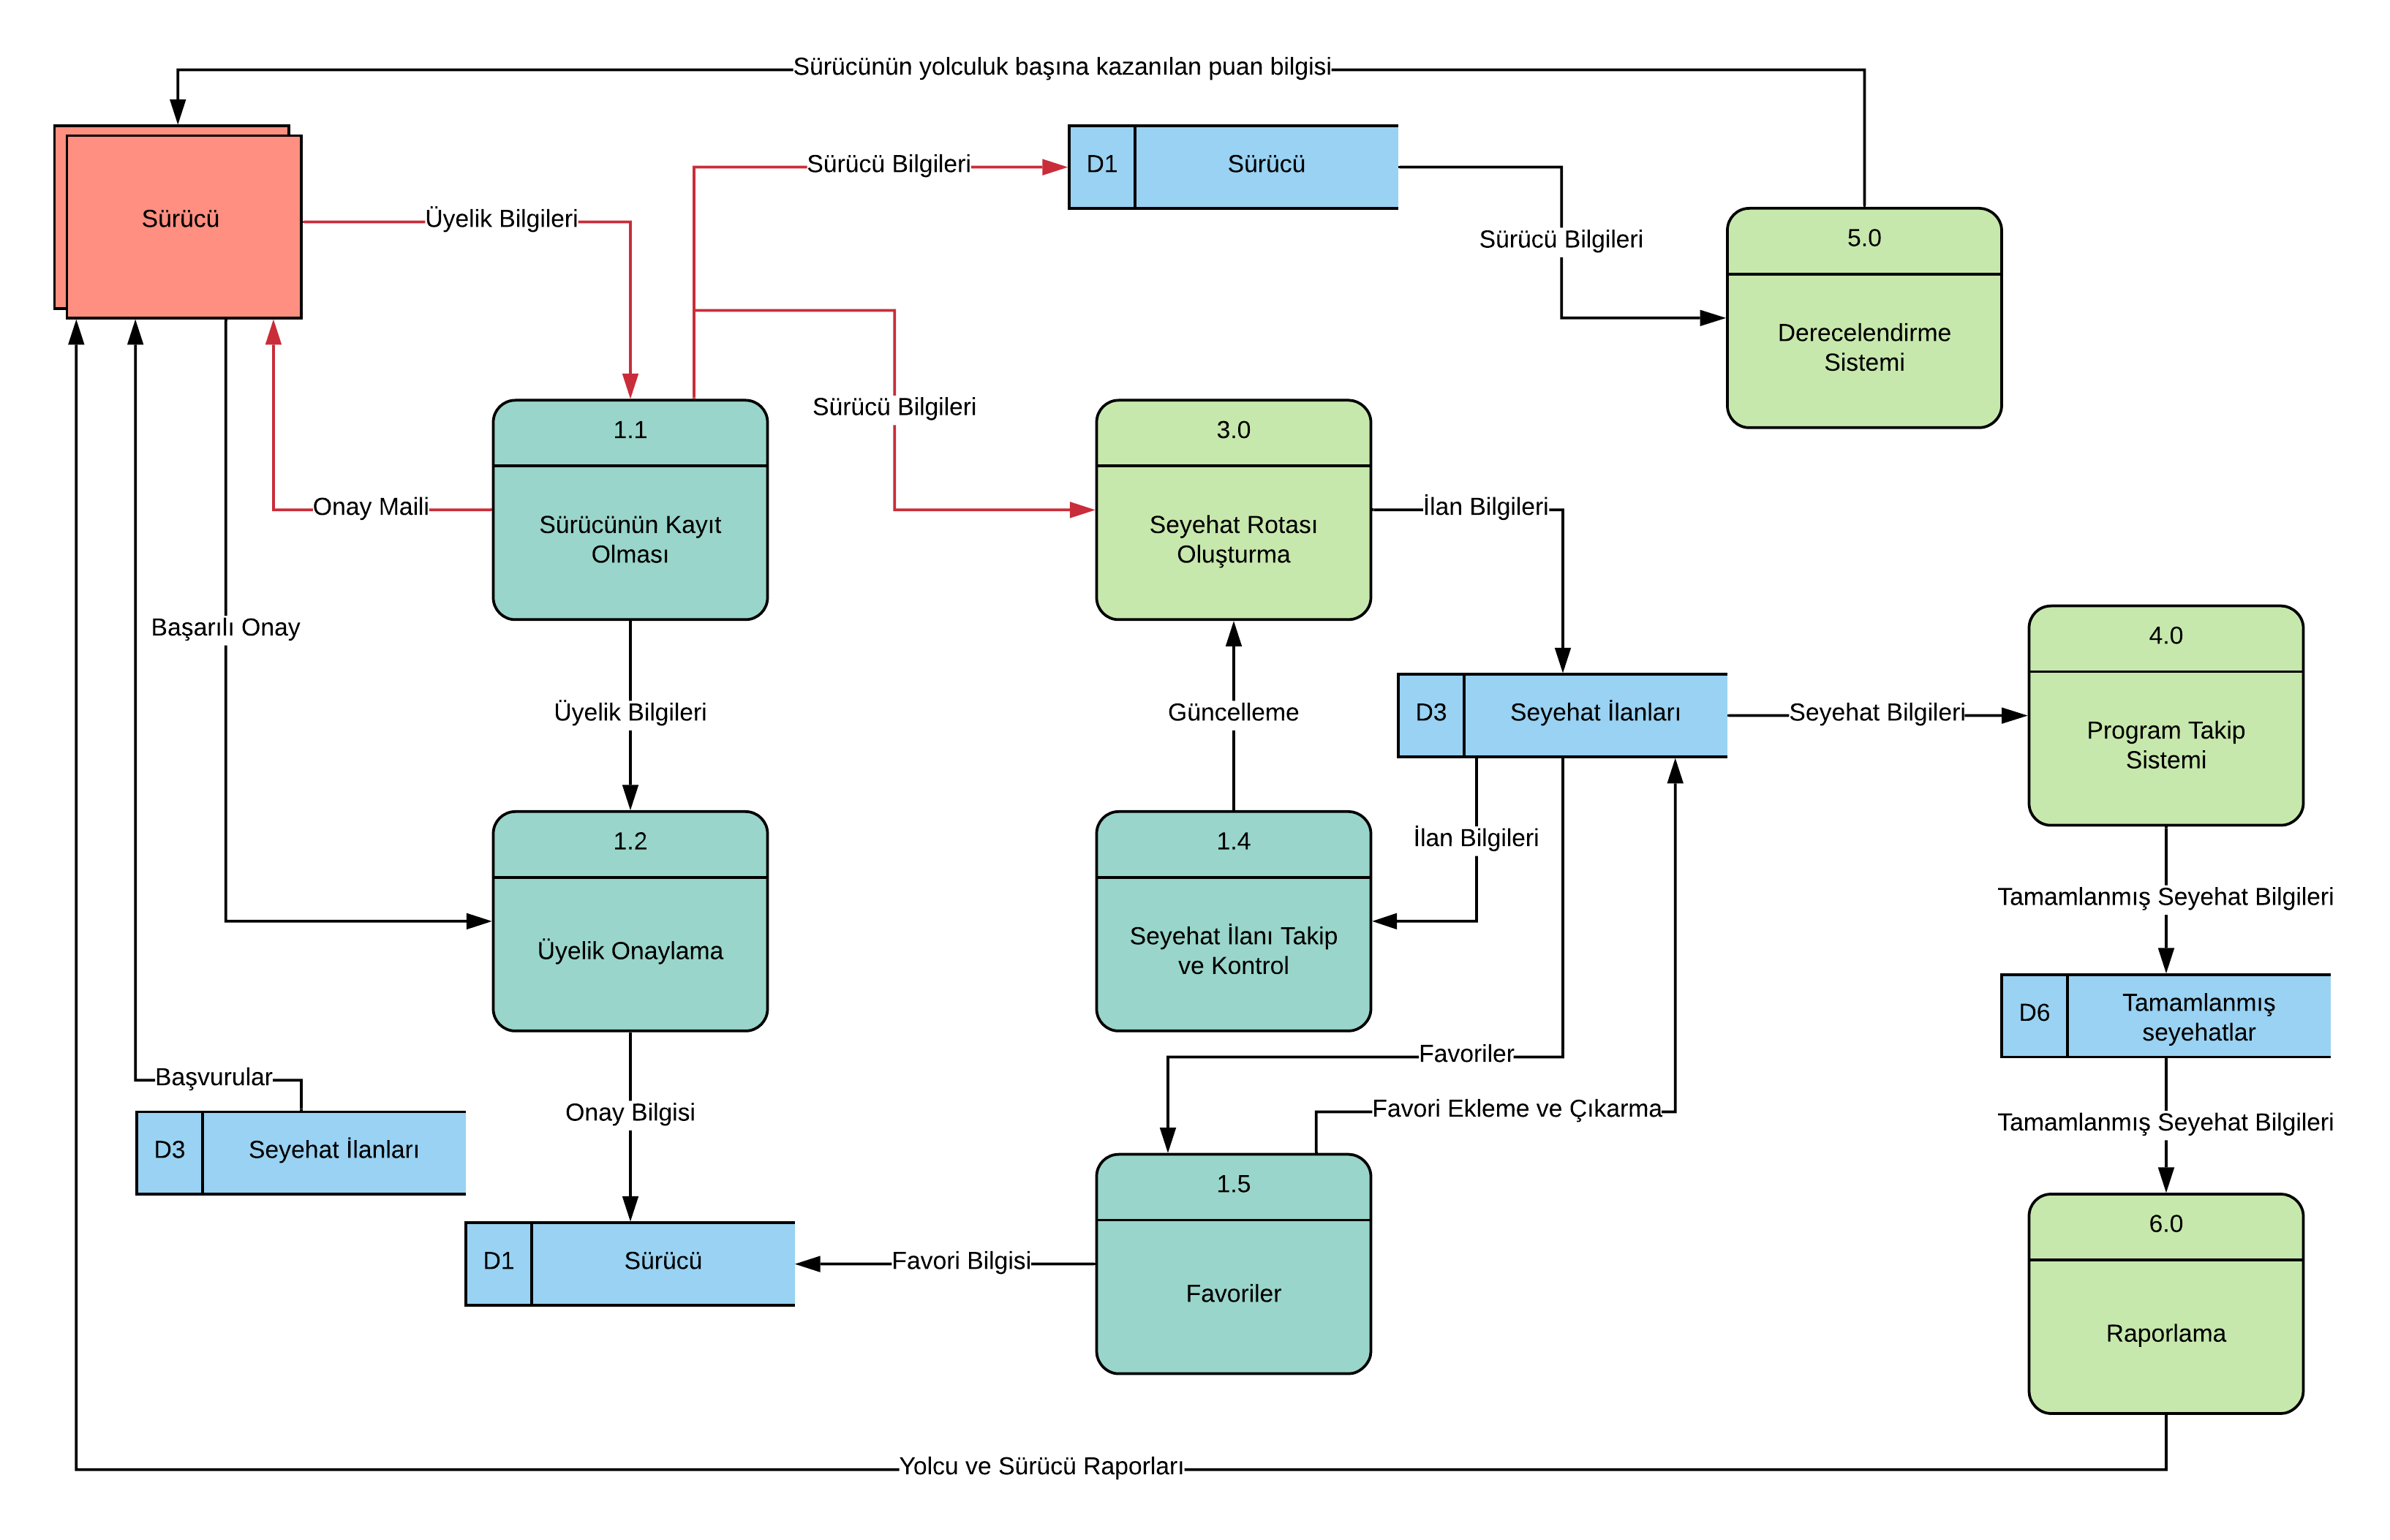 Sürücünün yolculuk başına kazanılan puan bilgisi
Sürücü Bilgileri
D1
Sürücü
Sürücü
Üyelik Bilgileri
Sürücü Bilgileri
5.0
Derecelendirme
Sistemi
Sürücü Bilgileri
1.1
Sürücünün Kayıt
Olması
3.0
Seyehat Rotası
Oluşturma
Onay Maili
İlan Bilgileri
Başarılı Onay
4.0
Program Takip
Sistemi
Üyelik Bilgileri
Güncelleme
D3
Seyehat İlanları
Seyehat Bilgileri
1.2
Üyelik Onaylama
1.4
Seyehat İlanı Takip
ve Kontrol
İlan Bilgileri
Tamamlanmış Seyehat Bilgileri
D6
Tamamlanmış
seyehatlar
Favoriler
Başvurular
Onay Bilgisi
Favori Ekleme ve Çıkarma
Tamamlanmış Seyehat Bilgileri
D3
Seyehat İlanları
1.5
Favoriler
6.0
Raporlama
D1
Sürücü
Favori Bilgisi
Yolcu ve Sürücü Raporları